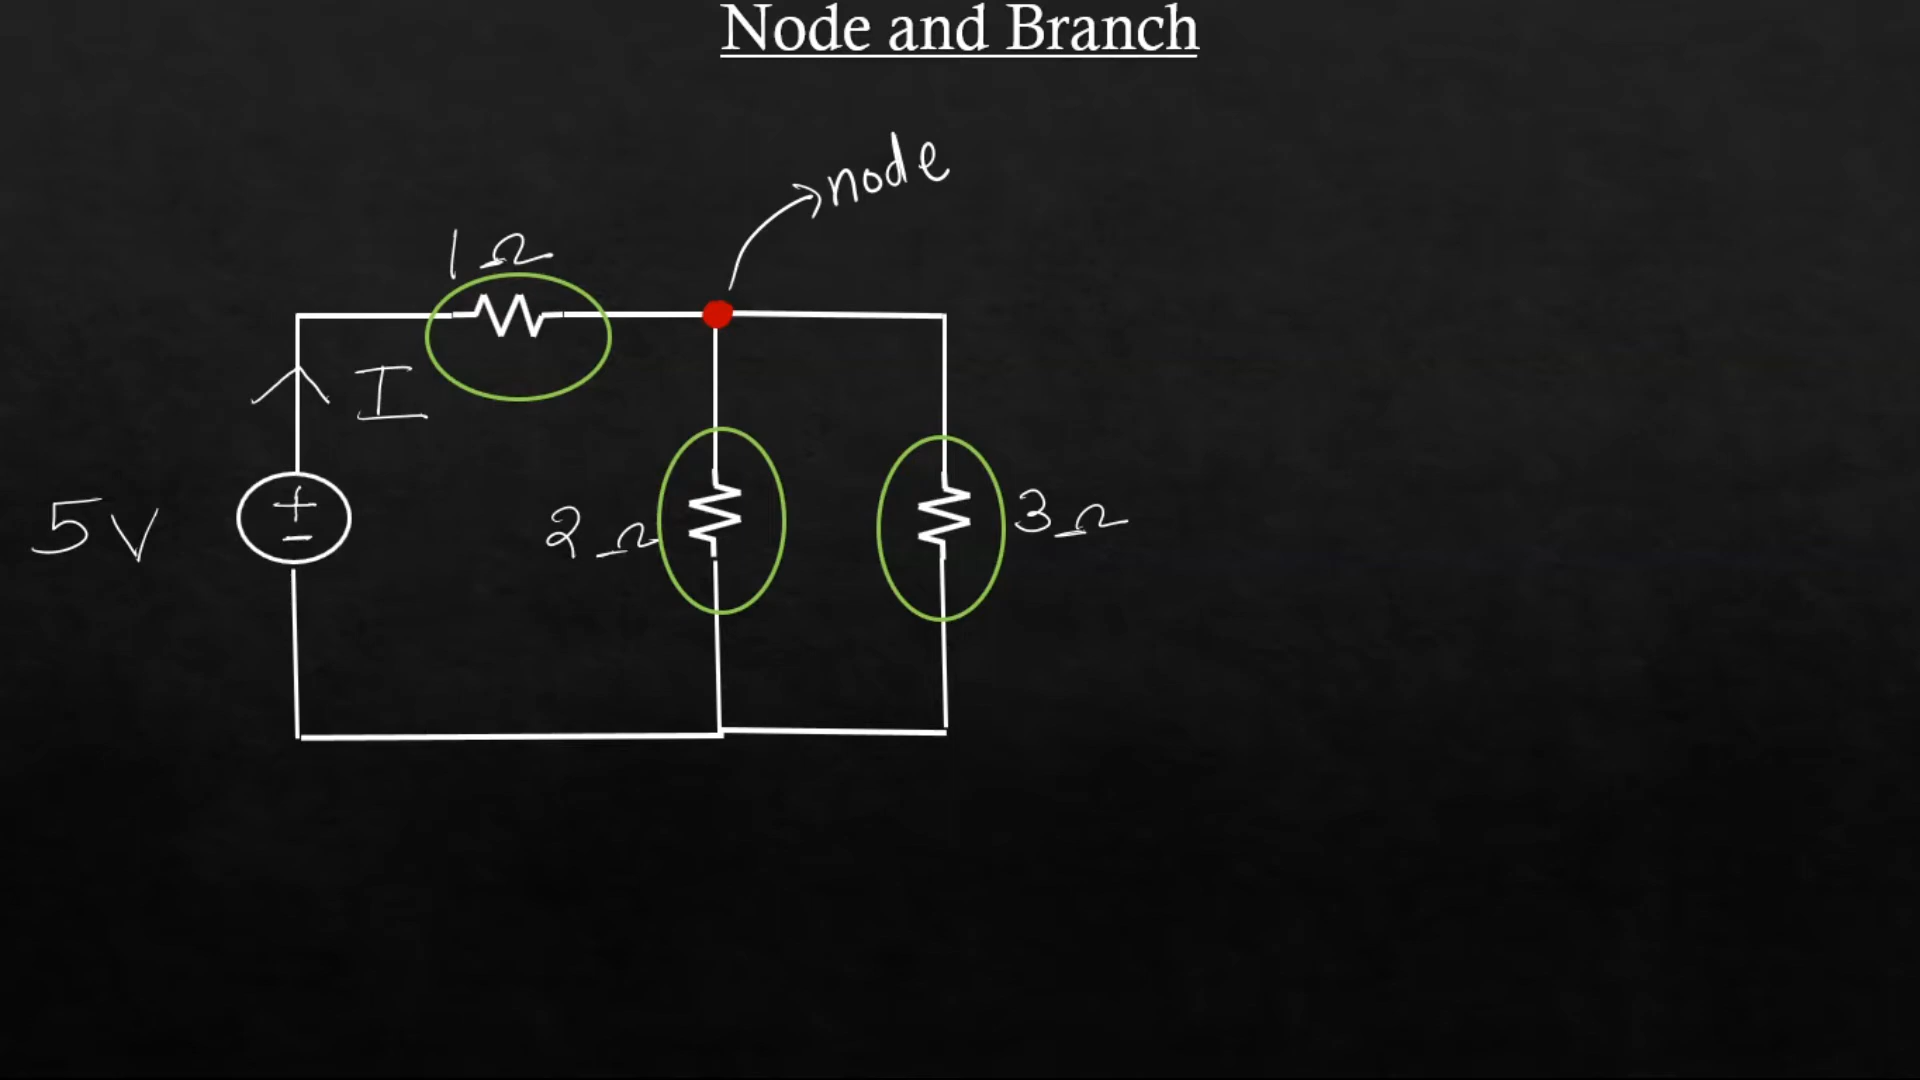 Node and Branch
node
1Ω
I
5V
+
-
2Ω
3Ω